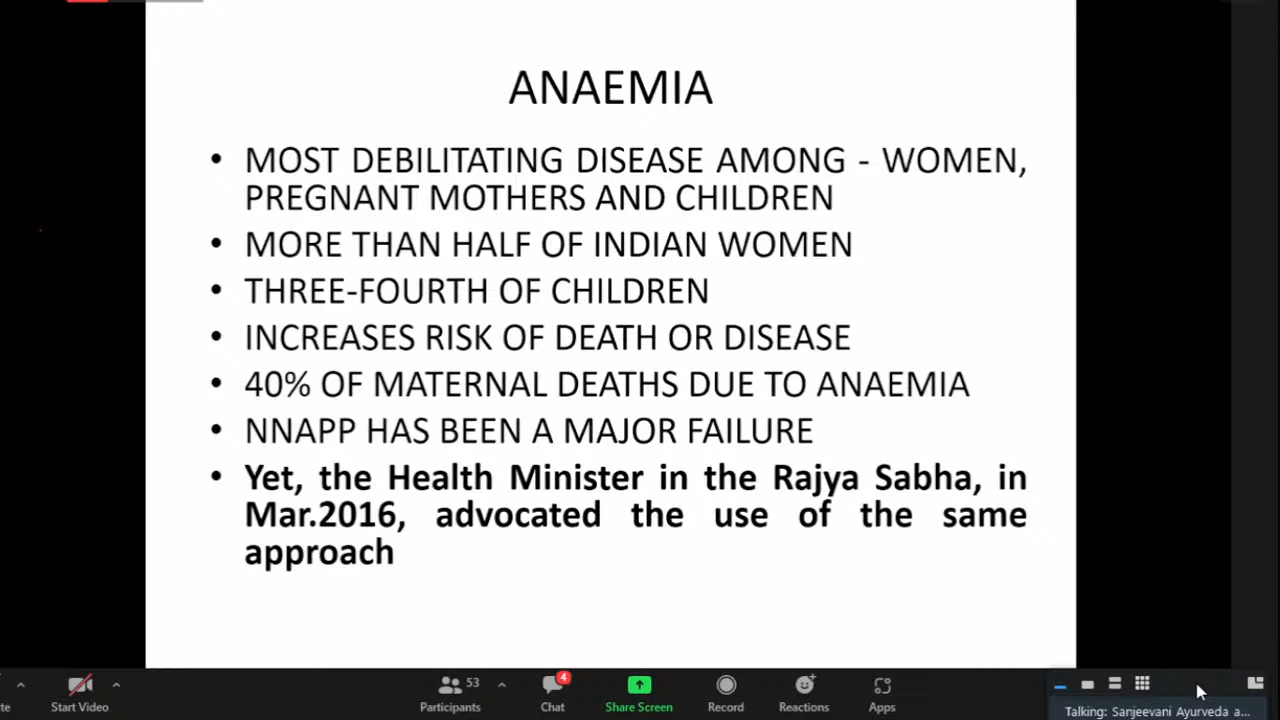 ANAEMIA
• MOST DEBILITATING DISEASE AMONG - WOMEN,
PREGNANT MOTHERS AND CHILDREN
• MORE THAN HALF OF INDIAN WOMEN
• THREE-FOURTH OF CHILDREN
• INCREASES RISK OF DEATH OR DISEASE
• 40% OF MATERNAL DEATHS DUE TO ANAEMIA
• NNAPP HAS BEEN A MAJOR FAILURE
• Yet, the Health Minister in the Rajya Sabha, in
Mar.2016, advocated the use of the same
approach
53
4
te
Start Video
Participants
Chat
Share Screen
Record
Reactions
Apps
Talking: Sanjeevani Ayurveda a...